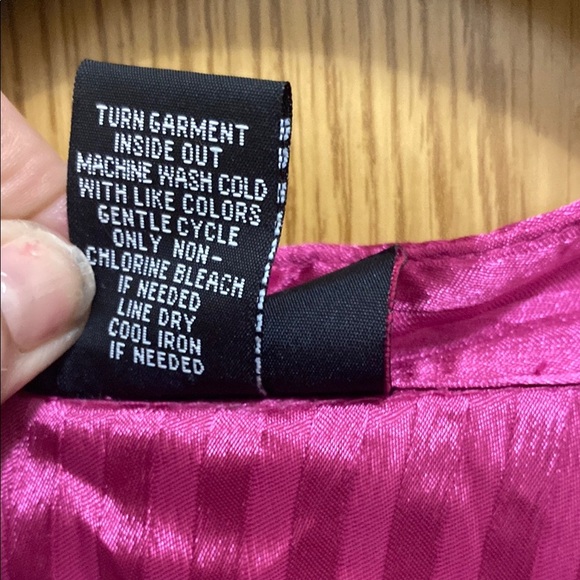 TURN GARMENT
INSIDE OUT
MACHINE WASH COLD
WITH LIKE COLORS
GENTLE CYCLE
ONLY NON-
CHLORINE BLEACH
IF NEEDED
LINE DRY
COOL IRON
IF NEEDED